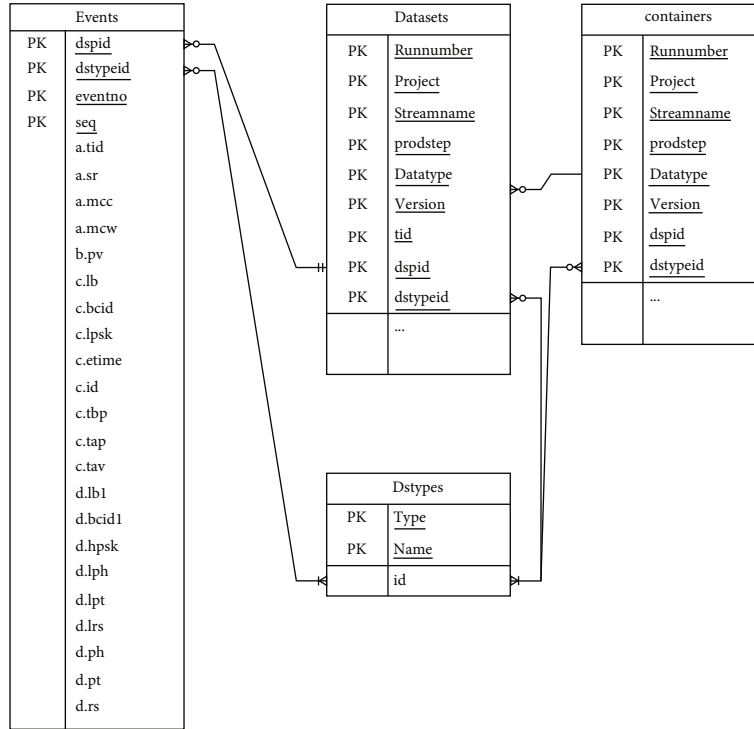 Events
PK dspid
PK dstypeid
PK eventno
PK seq
a.tid
a.sr
a.mcc
a.mcw
b.pv
c.lb
c.bcid
c.lpsk
c.etime
c.id
c.tbp
c.tap
c.tav
d.lb1
d.bcid1
d.hpsk
d.lph
d.lpt
d.lrs
d.ph
d.pt
d.rs
Datasets
PK Runnumber
PK Project
PK Streamname
PK prodstep
PK Datatype
PK Version
PK tid
PK dspid
PK dstypeid
...
Dstypes
PK Type
PK Name
id
containers
PK Runnumber
PK Project
PK Streamname
PK prodstep
PK Datatype
PK Version
PK dspid
PK dstypeid
...